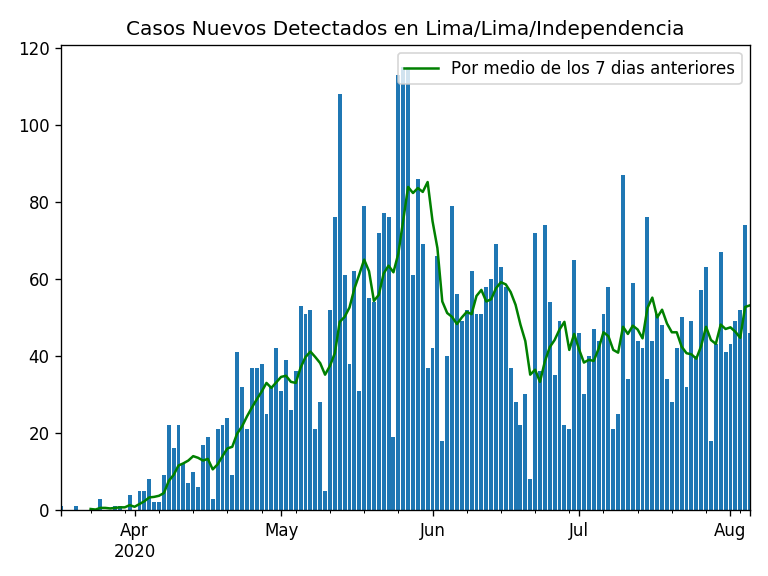 Casos Nuevos Detectados en Lima/Lima/Independencia
Por medio de los 7 dias anteriores
120
100
80
60
40
20
0
Apr
May
Jun
Jul
Aug
2020